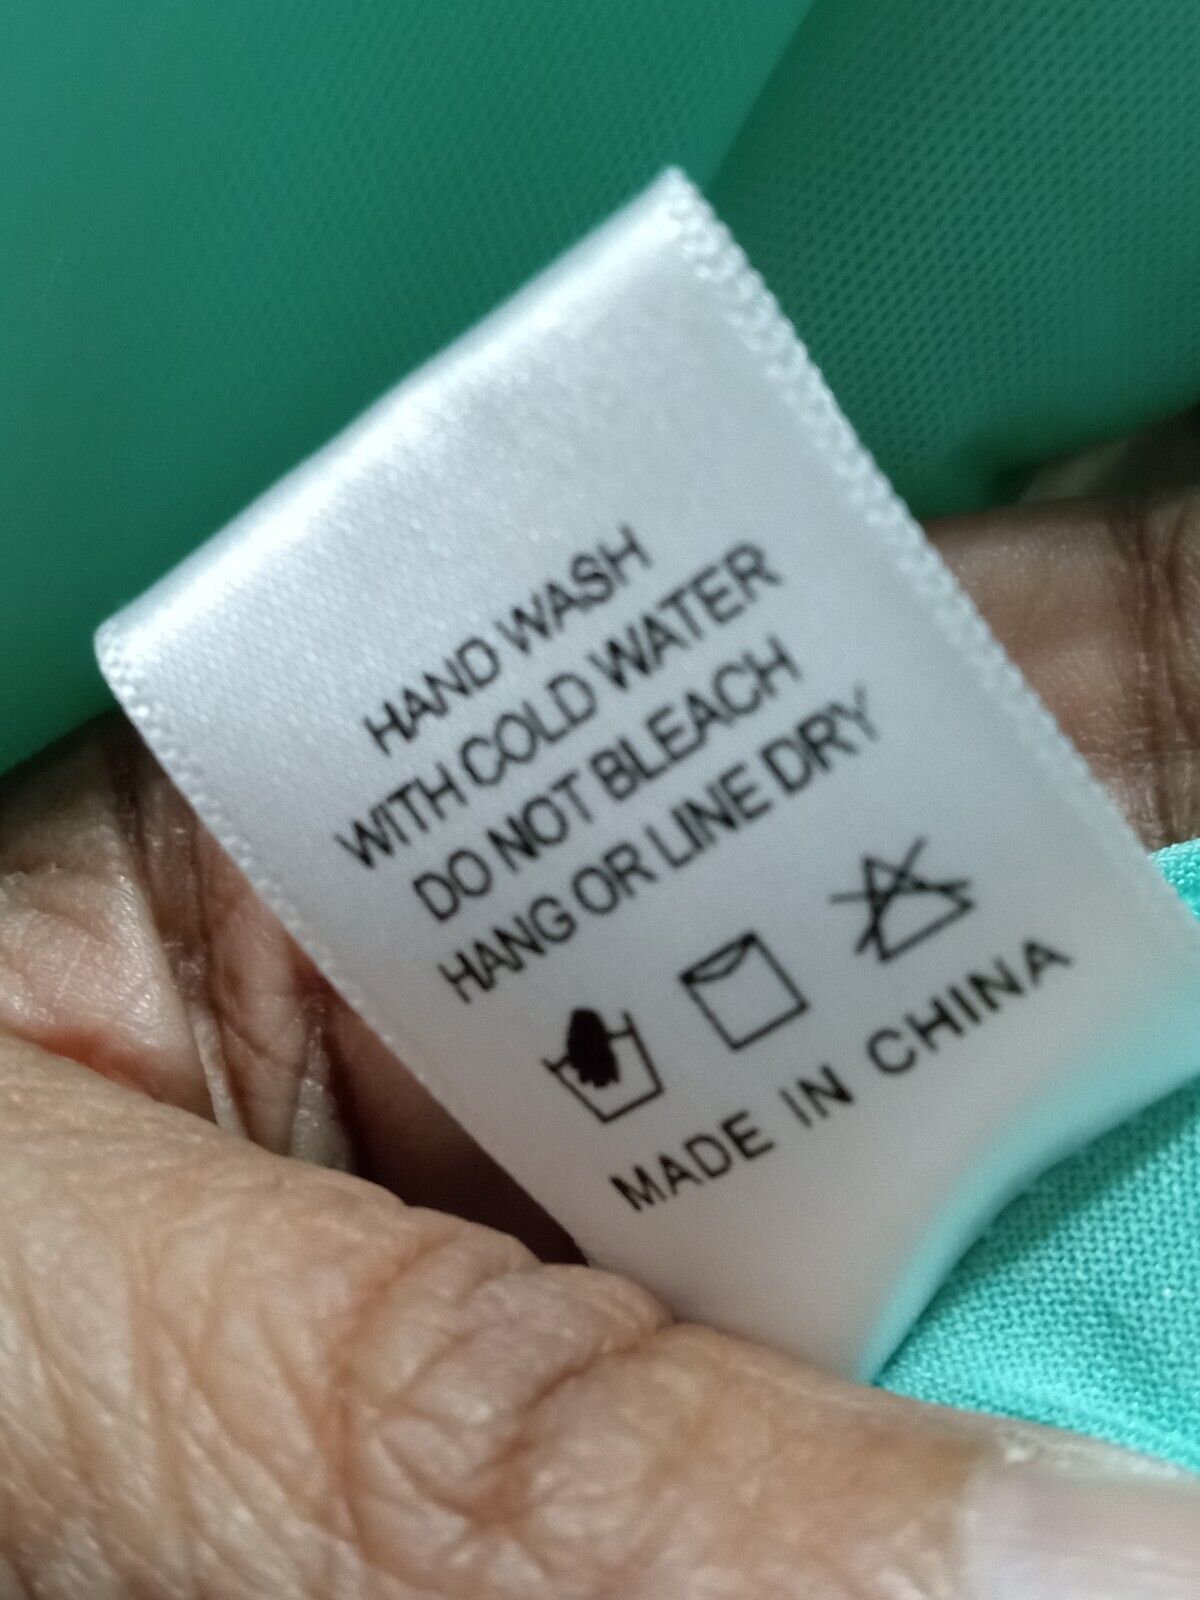 HAND WASH
WITH COLD WATER
DO NOT BLEACH
HANG OR LINE DRY
MADE IN CHINA